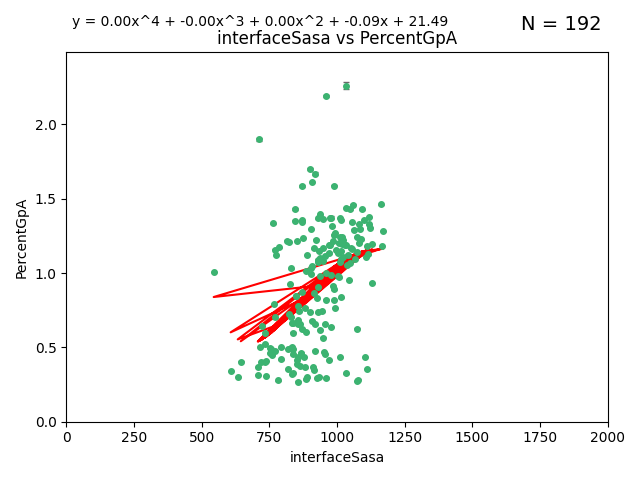 y = 0.00x^4 + -0.00x^3 + 0.00x^2 + -0.09x + 21.49
N = 192
interfaceSasa vs PercentGpA
PercentGpA
2.0
1.5
1.0
0.5
0.0
0 250 500 750 1000 1250 1500 1750 2000
interfaceSasa